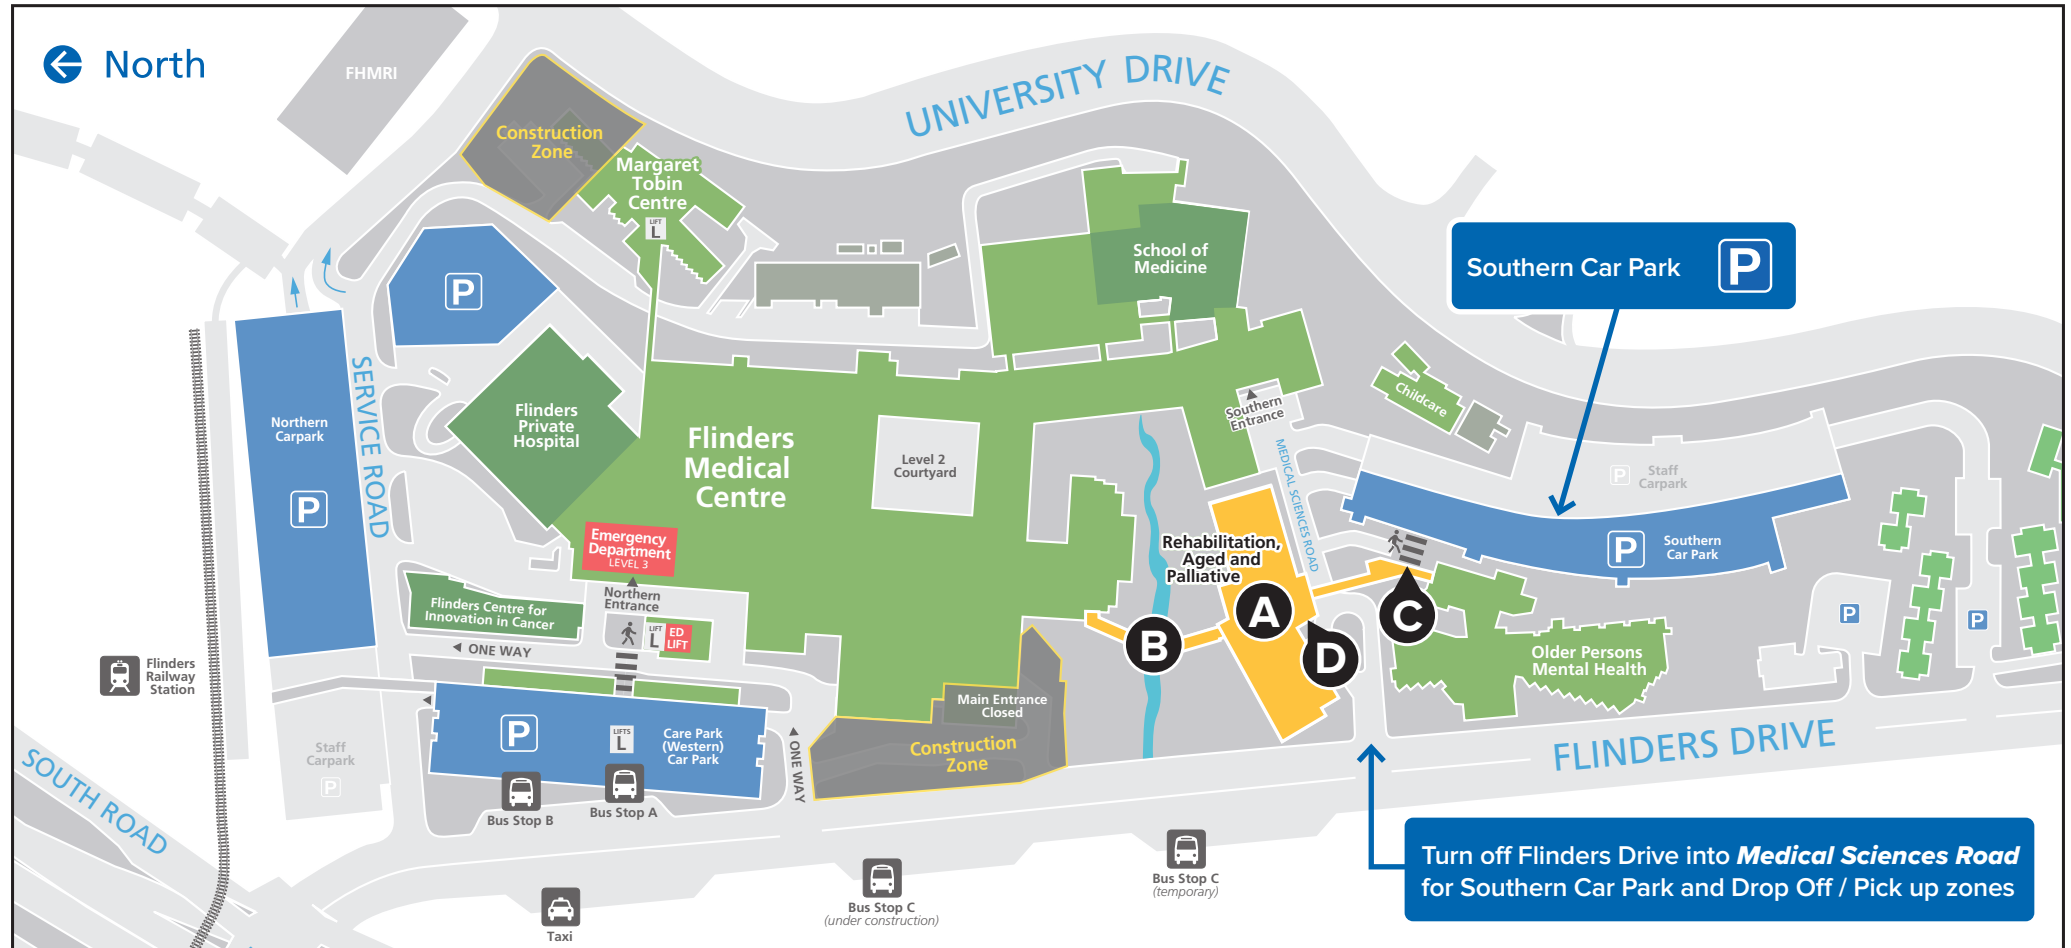 North
FHMRI
UNIVERSITY DRIVE
Construction
Zone
Margaret
Tobin
Centre
LIFT
L
School of
Medicine
Southern Car Park
P
P
SERVICE ROAD
Northern
Carpark
P
Flinders
Private
Hospital
Flinders
Medical
Centre
Level 2
Courtyard
Southern
Entrance
Childcare
MEDICAL SCIENCES ROAD
P
Staff
Carpark
P
Southern
Car Park
Emergency
Department
LEVEL 3
Northern
Entrance
Rehabilitation,
Aged and
Palliative
A
B
C
D
Flinders Centre for
Innovation in Cancer
LIFT
L
ED
LIFT
ONE WAY
Older Persons
Mental Health
P
P
Flinders
Railway
Station
Staff
Carpark
P
P
LIFTS
L
Care Park
(Western)
Car Park
ONE WAY
Main Entrance
Closed
Construction
Zone
FLINDERS DRIVE
SOUTH ROAD
Bus Stop B
Bus Stop A
Bus Stop C
(under construction)
Bus Stop C
(temporary)
Taxi
Turn off Flinders Drive into Medical Sciences Road
for Southern Car Park and Drop Off / Pick up zones